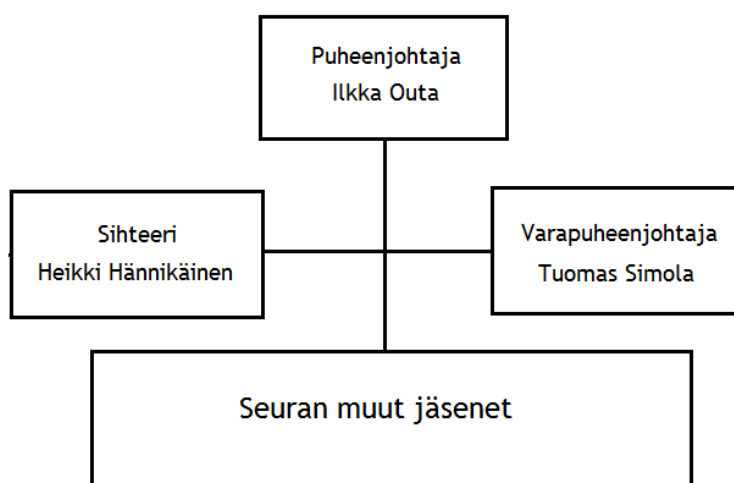 Puheenjohtaja
Ilkka Outa
Sihteeri
Heikki Hännikäinen
Varapuheenjohtaja
Tuomas Simola
Seuran muut jäsenet